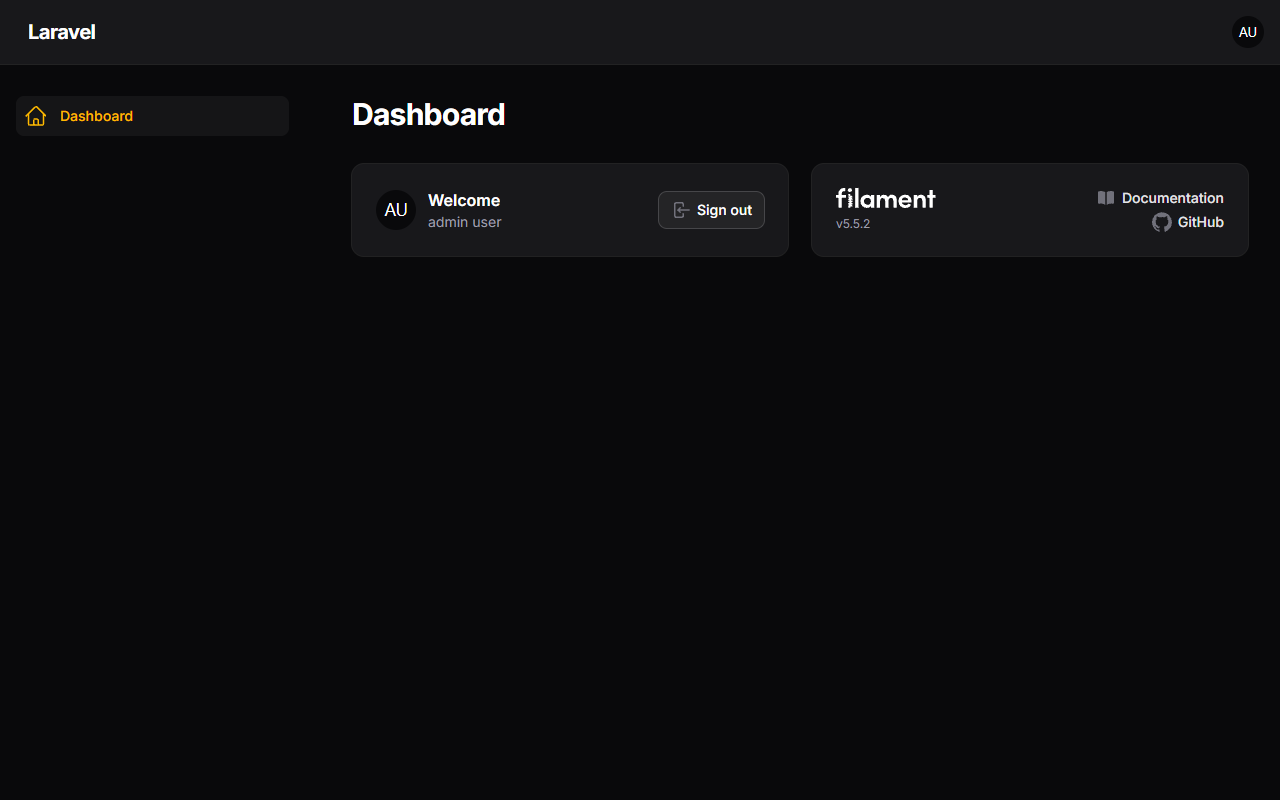 Laravel
AU
Dashboard
Dashboard
AU
Welcome
admin user
Sign out
filament
v5.5.2
Documentation
GitHub